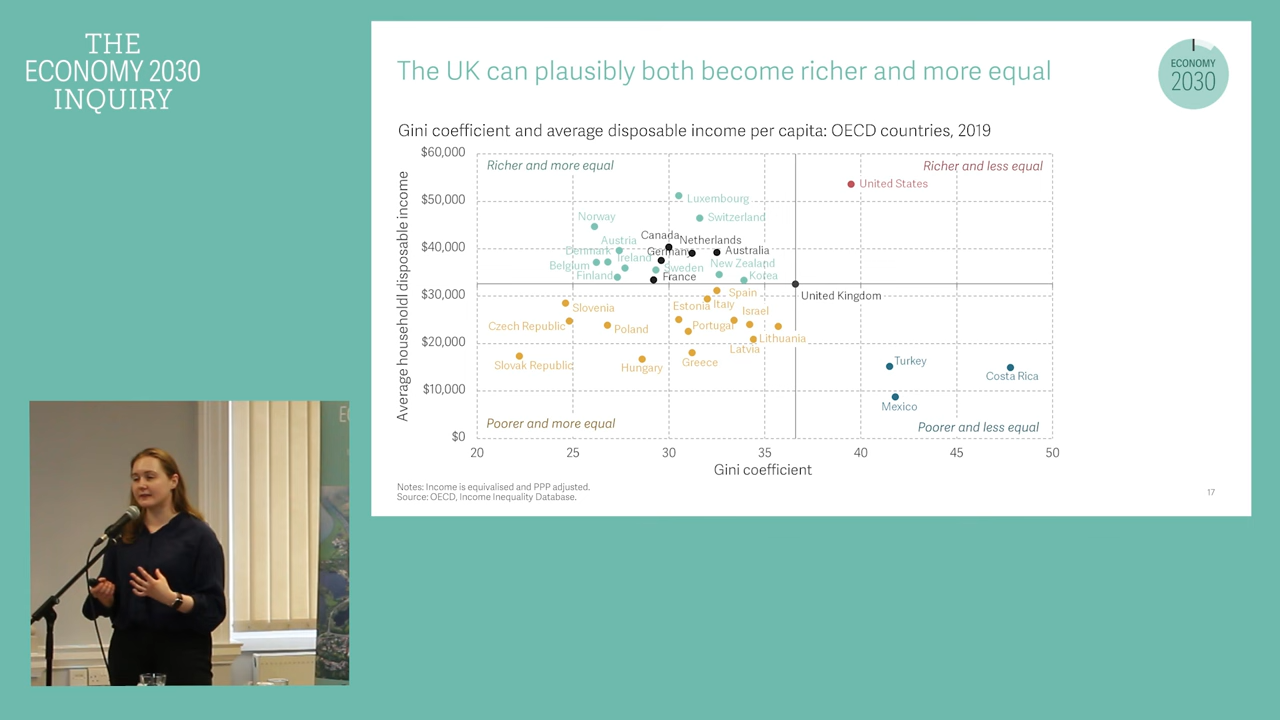 THE
ECONOMY 2030
INQUIRY
The UK can plausibly both become richer and more equal
ECONOMY
2030
Gini coefficient and average disposable income per capita: OECD countries, 2019
Average householdl disposable income
$60,000
$50,000
$40,000
$30,000
$20,000
$10,000
$0
Richer and more equal
Richer and less equal
United States
Luxembourg
Norway
Switzerland
Canada
Netherlands
Austria
Australia
Denmark
Germany
Ireland
Belgium
Sweden
New Zealand
Finland
France
Korea
Spain
United Kingdom
Slovenia
Estonia
Italy
Israel
Czech Republic
Poland
Portugal
Lithuania
Latvia
Slovak Republic
Hungary
Greece
Turkey
Costa Rica
Mexico
Poorer and more equal
Poorer and less equal
20
25
30
35
40
45
50
Gini coefficient
Notes: Income is equivalised and PPP adjusted.
Source: OECD, Income Inequality Database.
17